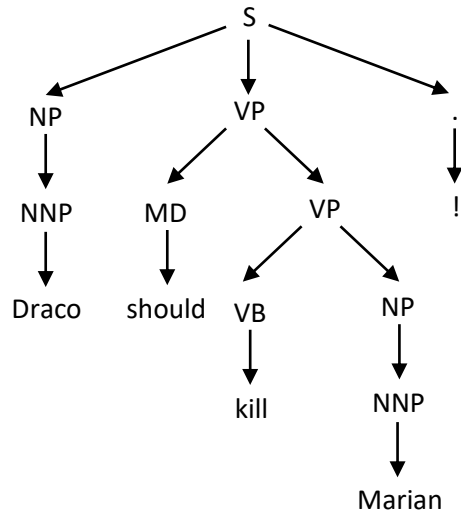 S
NP VP .
NNP MD VP !
Draco should VB NP
kill NNP
Marian